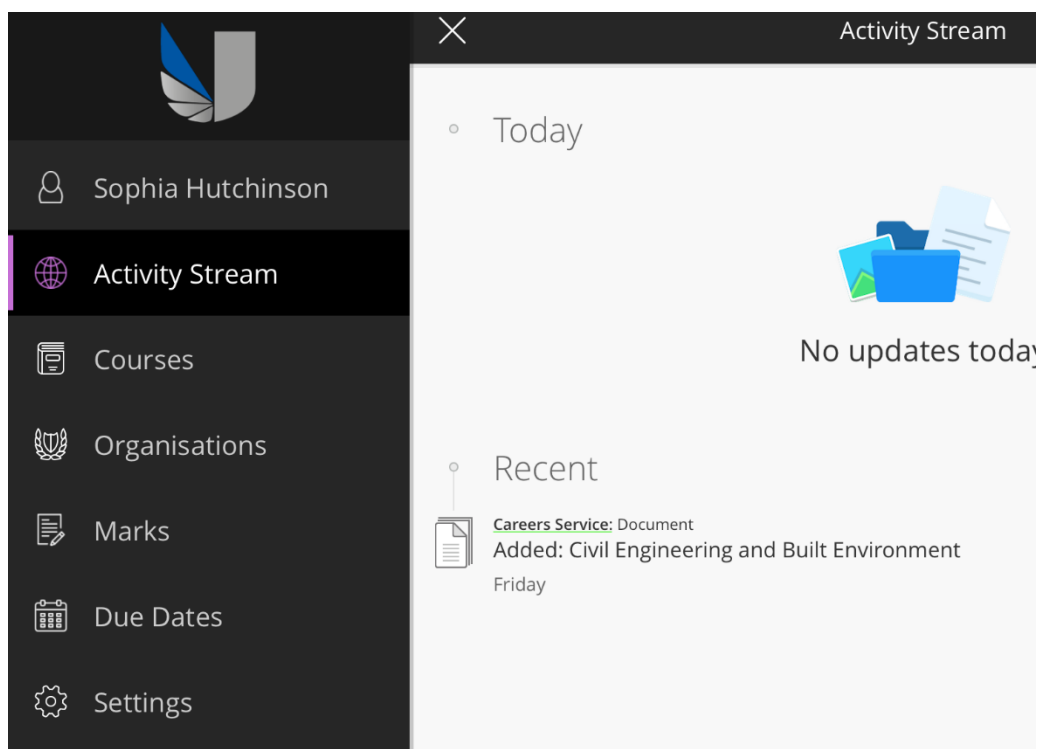 Activity Stream
Sophia Hutchinson
Activity Stream
Courses
Organisations
Marks
Due Dates
Settings
Today
No updates
Recent
Careers Service: Document
Added: Civil Engineering and Built Environment
Friday